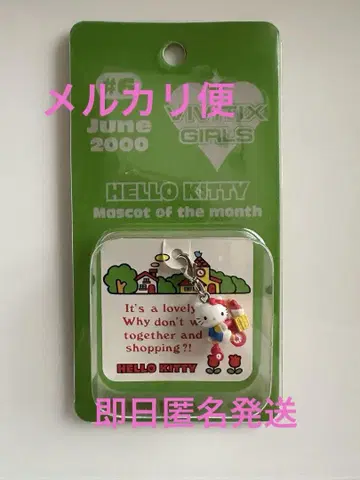 メルカリ便
June
2000
GIRLS
HELLO KITTY
Mascot of the month
It's a lovely
Why don't w
together and
shopping?!
HELLO KITTY
即日匿名発送